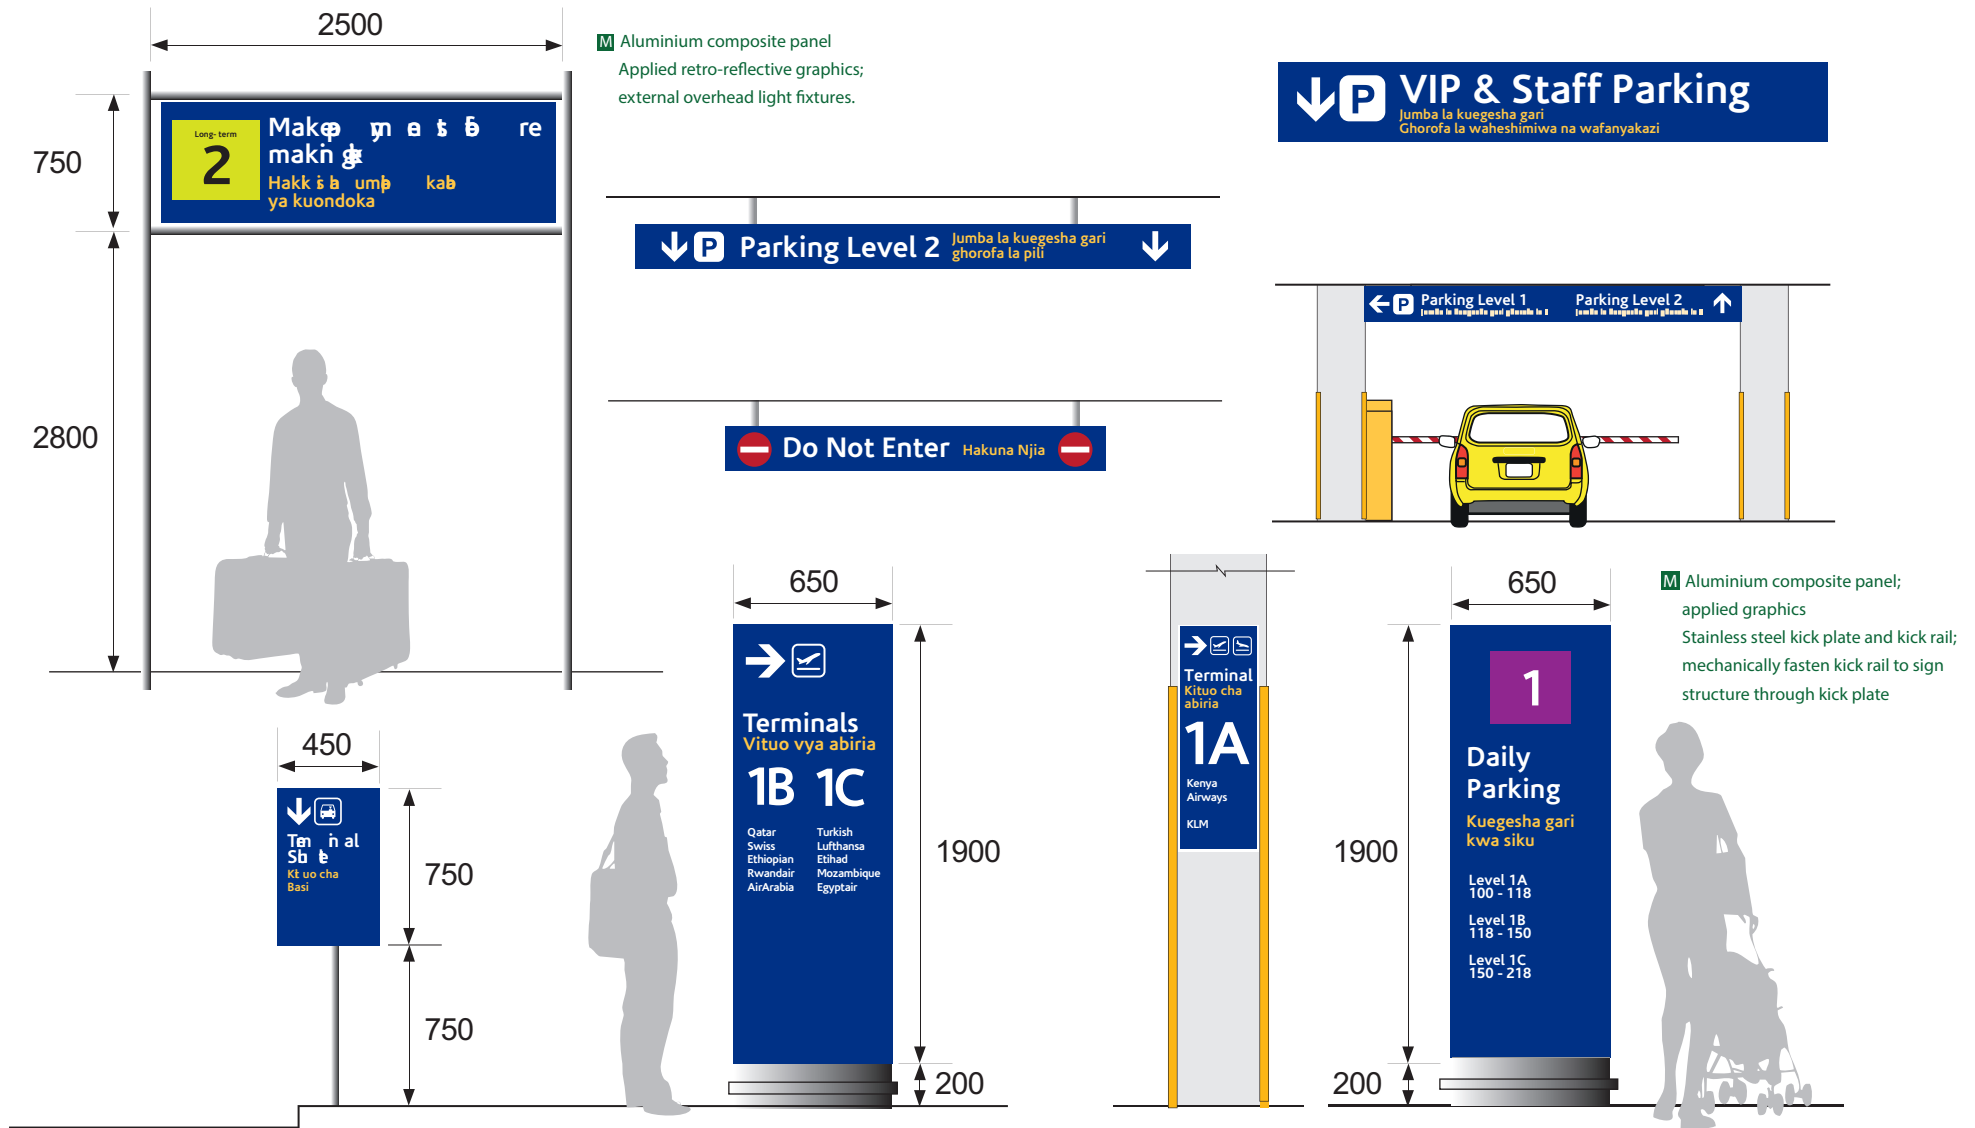 2500
M Aluminium composite panel
Applied retro-reflective graphics;
external overhead light fixtures.
750
Long-term
2
ya kuondoka
2800
VIP & Staff Parking
Jumba la kuegesha gari
Ghorofa la waheshimiwa na wafanyakazi
P
P Parking Level 2
Jumba la kuegesha gari
ghorofa la pili
Do Not Enter Hakuna Njia
P Parking Level 1
Parking Level 2
450
al
uo cha
Basi
750
750
650
Terminals
Vituo vya abiria
1B 1C
Qatar
Swiss
Ethiopian
Rwandair
AirArabia
Turkish
Lufthansa
Etihad
Mozambique
Egyptair
1900
200
Terminal
Kituo cha
abiria
1A
Kenya
Airways
KLM
650
1
Daily
Parking
Kuegesha gari
kwa siku
Level 1A
100 - 118
Level 1B
118 - 150
Level 1C
150 - 218
1900
200
M Aluminium composite panel;
applied graphics
Stainless steel kick plate and kick rail;
mechanically fasten kick rail to sign
structure through kick plate